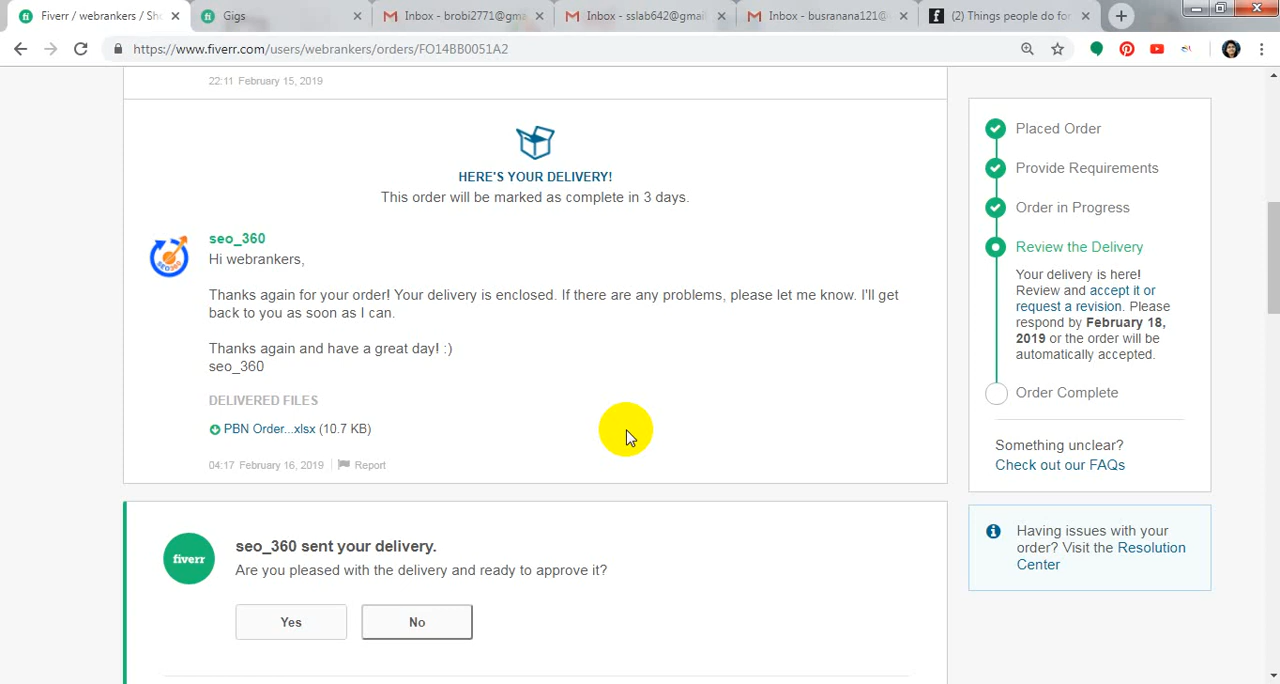 Fiverr / webrankers / Sho
Gigs
Inbox - brobi2771@gma
Inbox - sslab642@gmai
Inbox - busranana121@
(2) Things people do for
https://www.fiverr.com/users/webrankers/orders/FO14BB0051A2
22:11 February 15, 2019
HERE'S YOUR DELIVERY!
This order will be marked as complete in 3 days.
seo_360
Hi webrankers,
Thanks again for your order! Your delivery is enclosed. If there are any problems, please let me know. I'll get
back to you as soon as I can.
Thanks again and have a great day! :)
seo_360
DELIVERED FILES
PBN Order...xlsx (10.7 KB)
04:17 February 16, 2019
Report
fiverr
seo_360 sent your delivery.
Are you pleased with the delivery and ready to approve it?
Yes
No
Placed Order
Provide Requirements
Order in Progress
Review the Delivery
Your delivery is here!
Review and accept it or
request a revision. Please
respond by February 18,
2019 or the order will be
automatically accepted.
Order Complete
Something unclear?
Check out our FAQs
Having issues with your
order? Visit the Resolution
Center